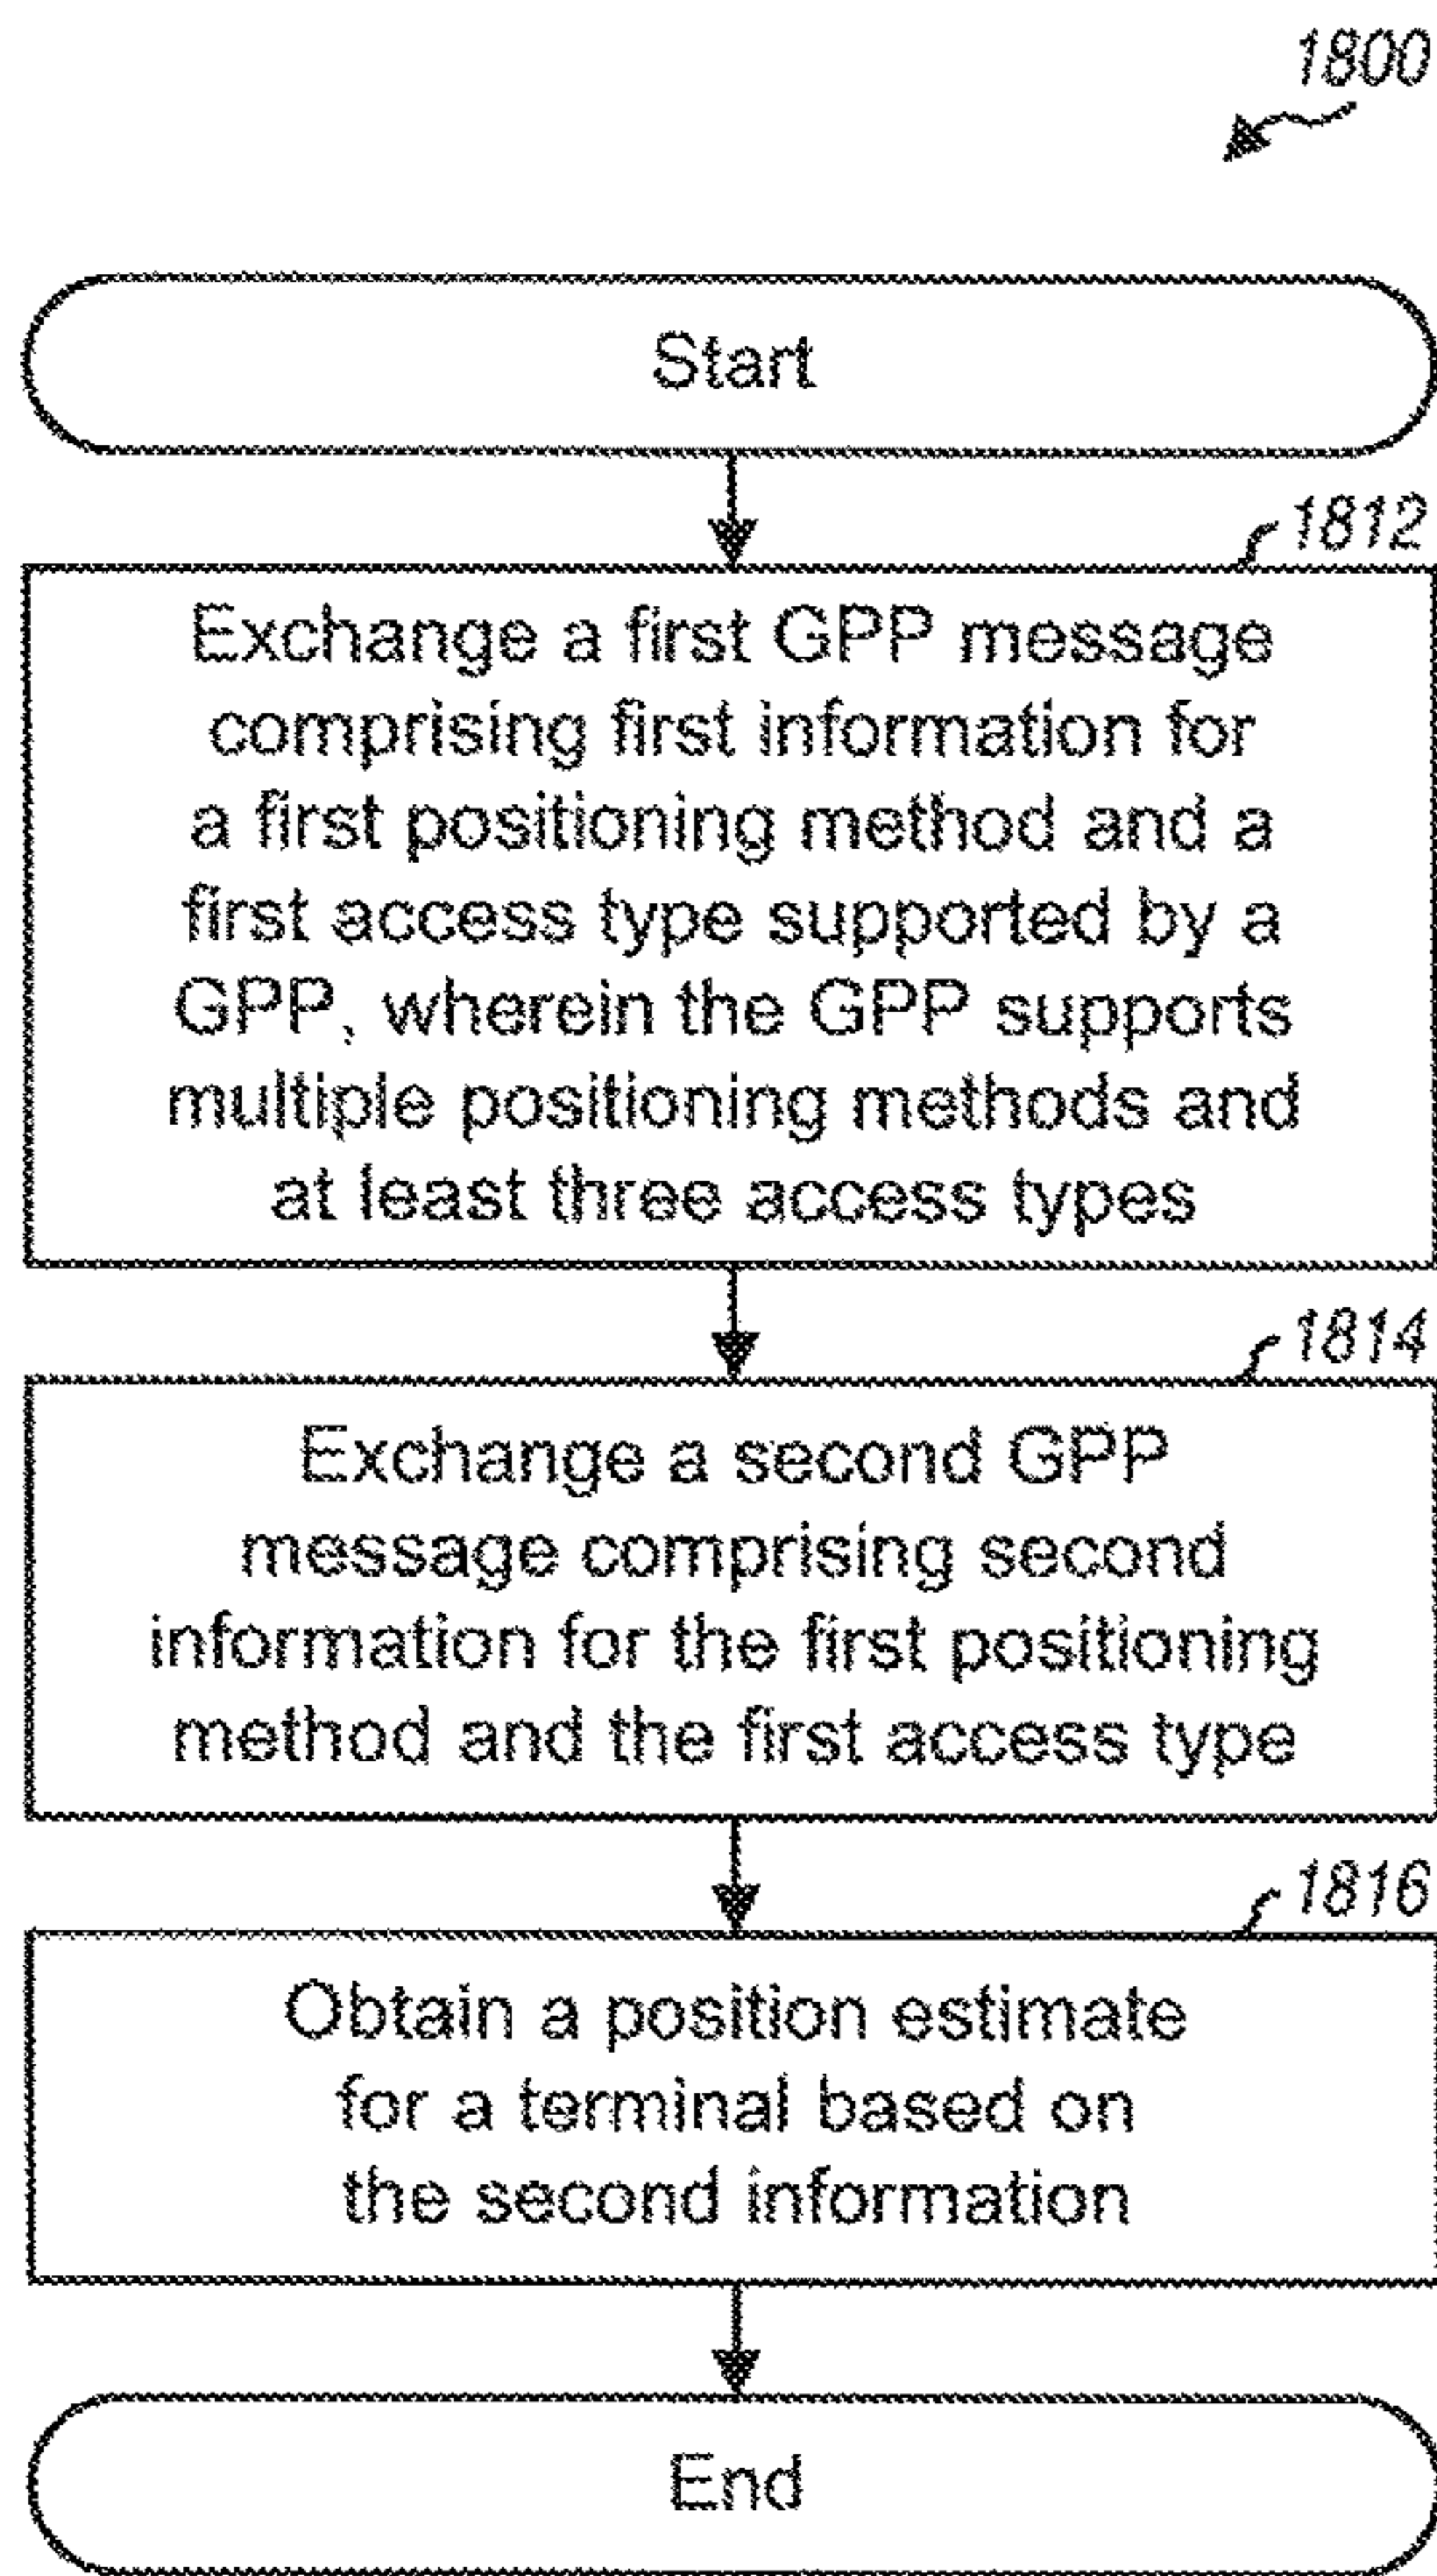 1800
Start
1812
Exchange a first GPP message
comprising first information for
a first positioning method and a
first access type supported by a
GPP, wherein the GPP supports
multiple positioning methods and
at least three access types
1814
Exchange a second GPP
message comprising second
information for the first positioning
method and the first access type
1816
Obtain a position estimate
for a terminal based on
the second information
End